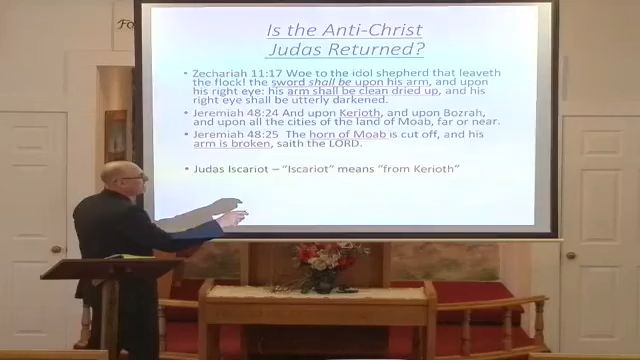 Fo
Is the Anti-Christ
Judas Returned?
• Zechariah 11:17 Woe to the idol shepherd that leaveth
the flock! the sword shall be upon his arm, and upon
his right eye: his arm shall be clean dried up, and his
right eye shall be utterly darkened.
• Jeremiah 48:24 And upon Kerioth, and upon Bozrah,
and upon all the cities of the land of Moab, far or near.
• Jeremiah 48:25 The horn of Moab is cut off, and his
arm is broken, saith the LORD.
• Judas Iscariot – “Iscariot” means “from Kerioth”